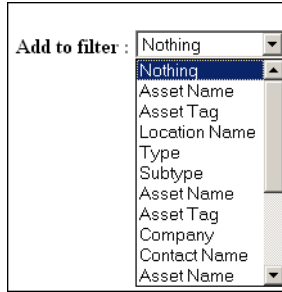 Add to filter : Nothing
Nothing
Asset Name
Asset Tag
Location Name
Type
Subtype
Asset Name
Asset Tag
Company
Contact Name
Asset Name